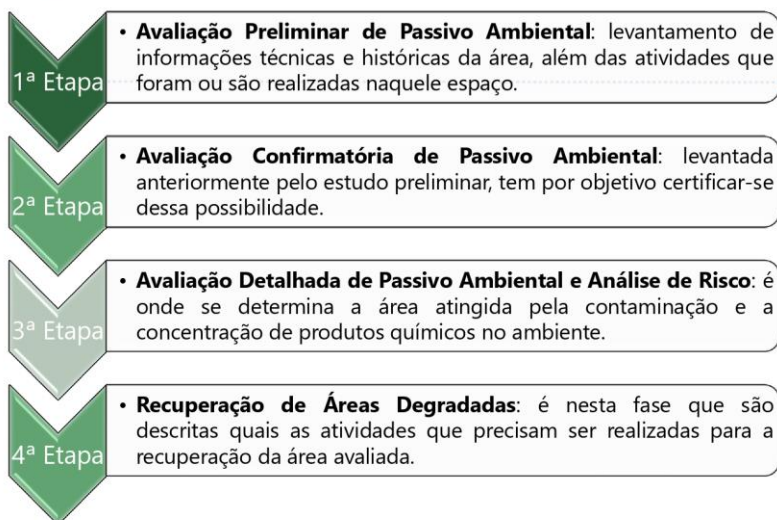 1ª Etapa
• Avaliação Preliminar de Passivo Ambiental: levantamento de
informações técnicas e históricas da área, além das atividades que
foram ou são realizadas naquele espaço.
2ª Etapa
• Avaliação Confirmatória de Passivo Ambiental: levantada
anteriormente pelo estudo preliminar, tem por objetivo certificar-se
dessa possibilidade.
3ª Etapa
• Avaliação Detalhada de Passivo Ambiental e Análise de Risco: é
onde se determina a área atingida pela contaminação e a
concentração de produtos químicos no ambiente.
4ª Etapa
• Recuperação de Áreas Degradadas: é nesta fase que são
descritas quais as atividades que precisam ser realizadas para a
recuperação da área avaliada.